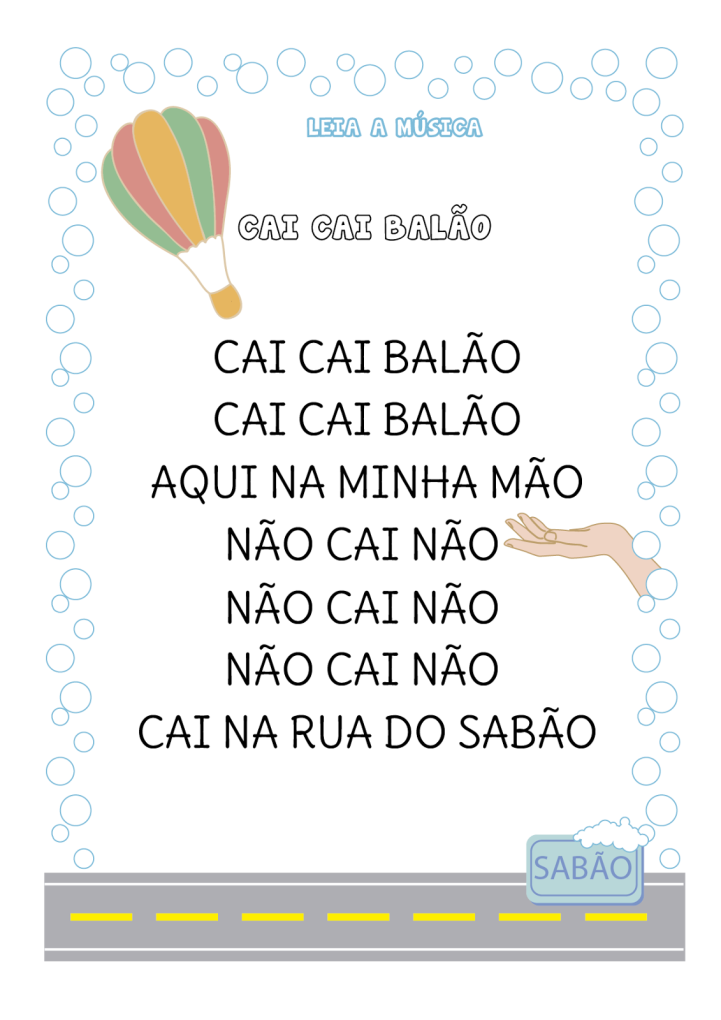 LEIA A MÚSICA
CAI CAI BALÃO
CAI CAI BALÃO
CAI CAI BALÃO
AQUI NA MINHA MÃO
NÃO CAI NÃO
NÃO CAI NÃO
NÃO CAI NÃO
CAI NA RUA DO SABÃO
SABÃO